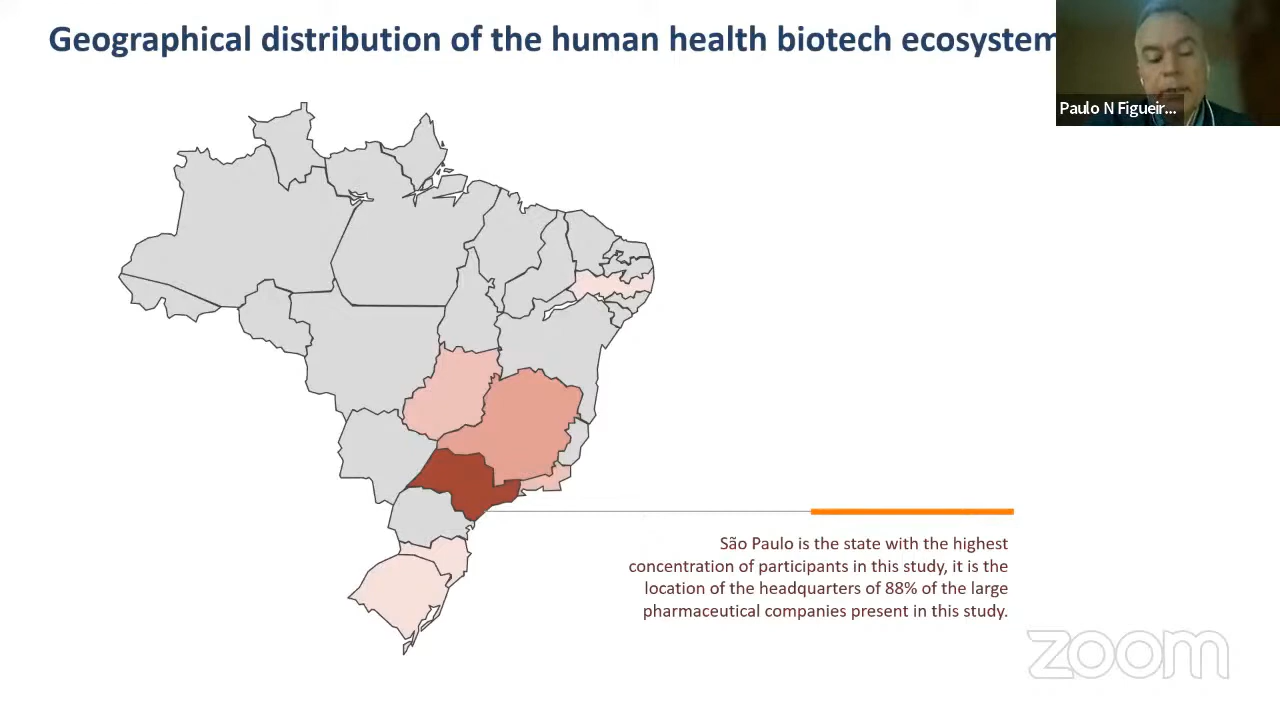 Geographical distribution of the human health biotech ecosystem
Paulo N Figueir...
São Paulo is the state with the highest
concentration of participants in this study, it is the
location of the headquarters of 88% of the large
pharmaceutical companies present in this study.
zoom